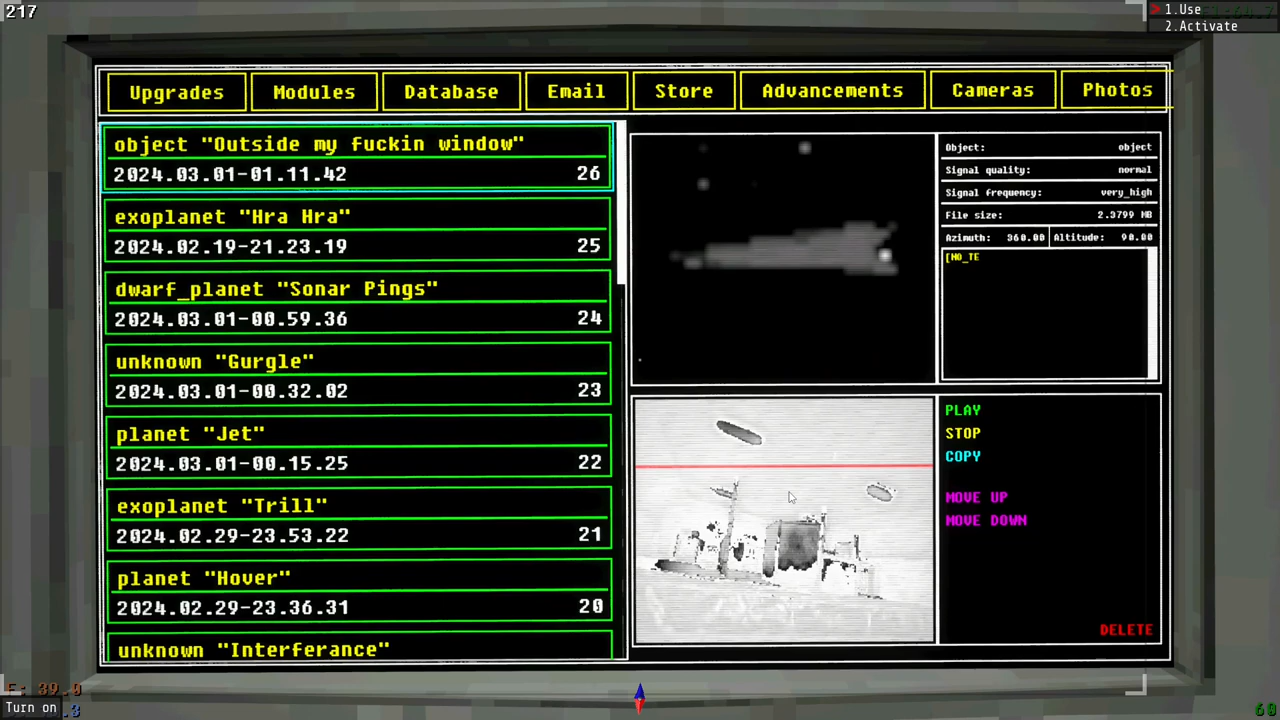 217
1.Use
2.Activate
Upgrades Modules Database Email Store Advancements Cameras Photos
object "Outside my fuckin window"
2024.03.01-01.11.42 26
exoplanet "Hra Hra"
2024.02.19-21.23.19 25
dwarf_planet "Sonar Pings"
2024.03.01-00.59.36 24
unknown "Gurgle"
2024.03.01-00.32.02 23
planet "Jet"
2024.03.01-00.15.25 22
exoplanet "Trill"
2024.02.29-23.53.22 21
planet "Hover"
2024.02.29-23.36.31 20
unknown "Interferance"
Object: object
Signal quality: normal
Signal frequency: very_high
File size: 2.3799 MB
Azimuth: 360.00 Altitude: 90.00
[NO_TE
PLAY
STOP
COPY
MOVE UP
MOVE DOWN
DELETE
39.0
Turn on
60